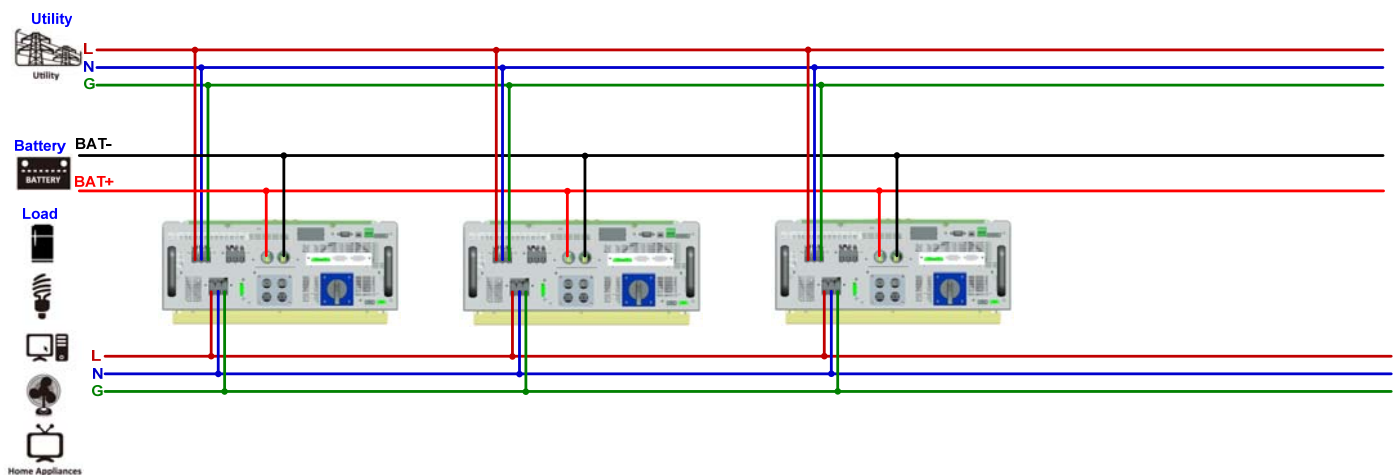 Utility
L
N
Utility
G
Battery BAT-
BATTERY
BAT+
Load
L
N
G
Home Appliances